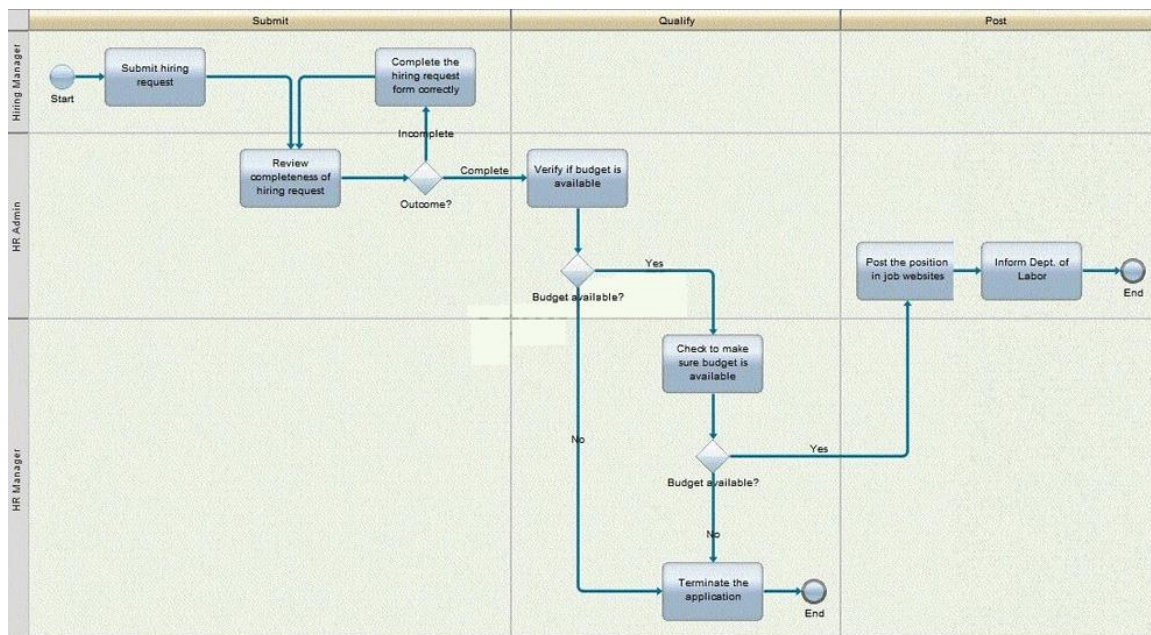 Submit
Qualify
Post
Hiring Manager
Start
Submit hiring
request
Complete the
hiring request
form correctly
Incomplete
HR Admin
Review
completeness of
hiring request
Outcome?
Complete
Verify if budget is
available
Budget available?
Yes
Post the position
in job websites
Inform Dept. of
Labor
End
HR Manager
Check to make
sure budget is
available
No
Budget available?
Yes
No
Terminate the
application
End